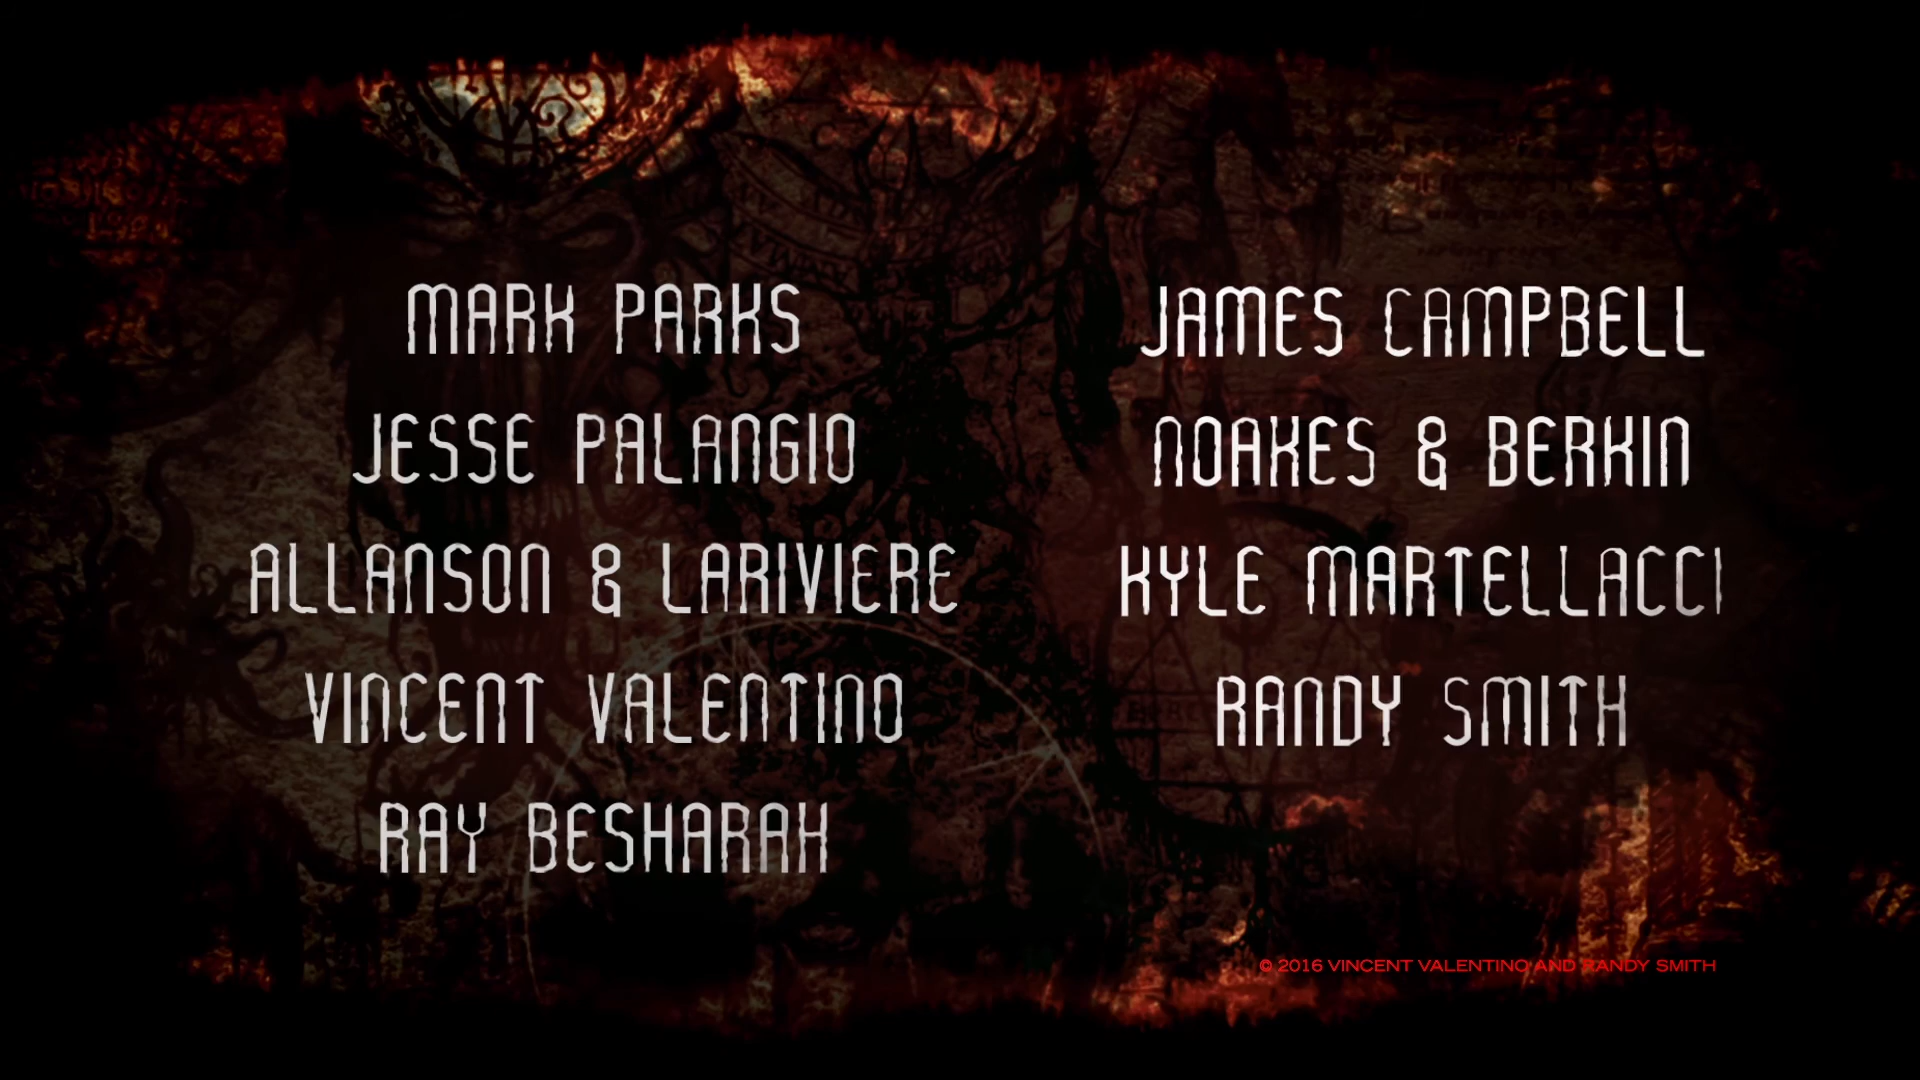 MARK PARKS
JESSE PALANGIO
ALLANSON & LARIVIERE
VINCENT VALENTINO
RAY BESHARAH
JAMES CAMPBELL
NOAKES & BERKIN
KYLE MARTELLACCI
RANDY SMITH
© 2016 VINCENT VALENTINO AND RANDY SMITH